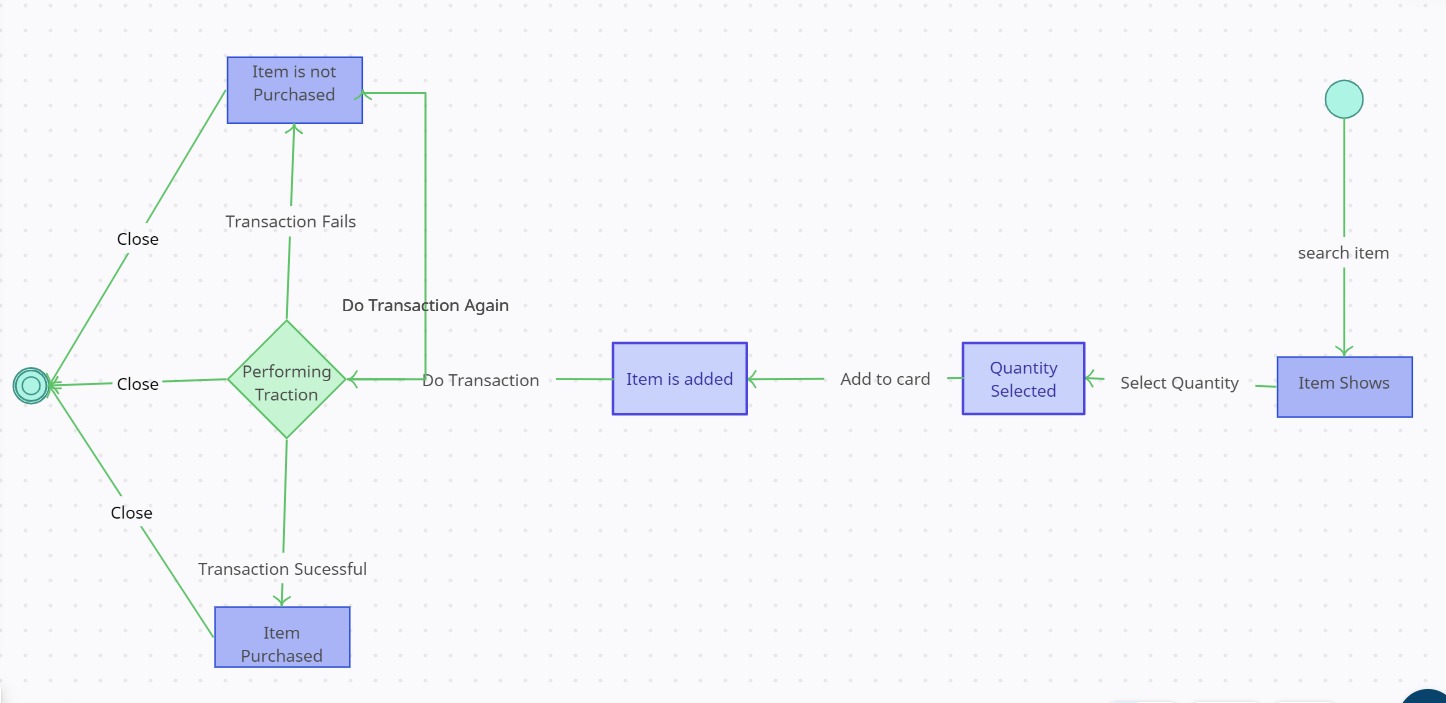 Item is not
Purchased
Close
Transaction Fails
search item
Do Transaction Again
Close
Performing
Traction
Do Transaction
Item is added
Add to card
Quantity
Selected
Select Quantity
Item Shows
Close
Transaction Sucessful
Item
Purchased